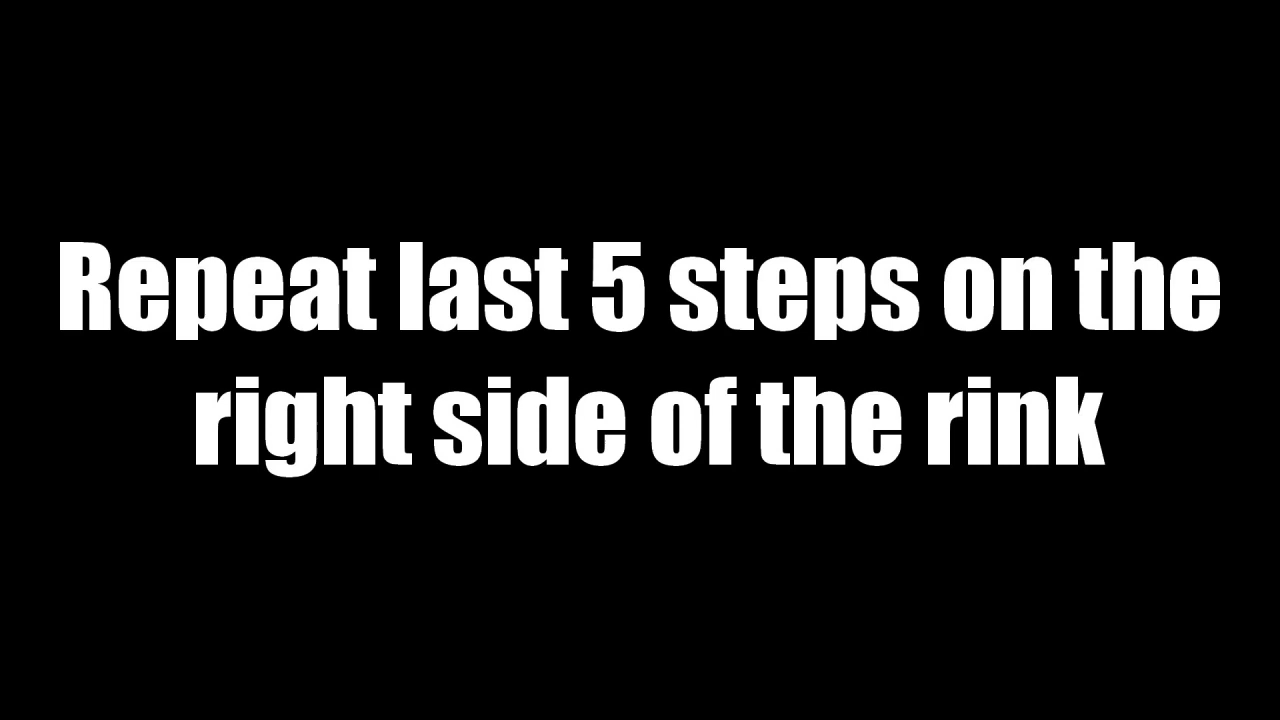 Repeat last 5 steps on the
right side of the rink